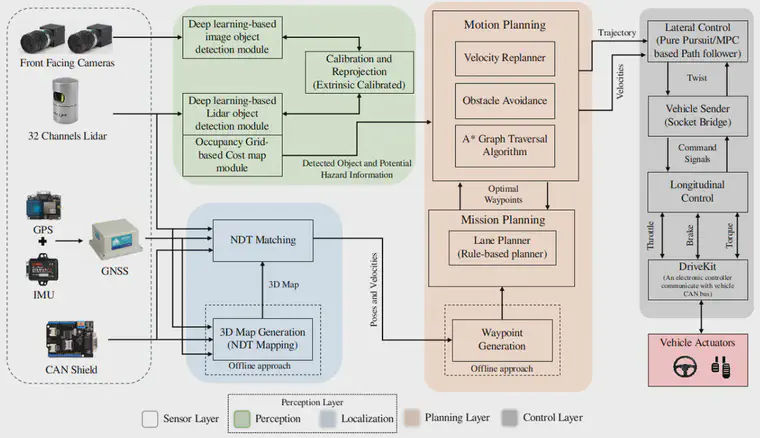 Front Facing Cameras
32 Channels Lidar
GPS
+
IMU
GNSS
CAN Shield
Deep learning-based
image object
detection module
Calibration and
Reprojection
(Extrinsic Calibrated)
Deep learning-based
Lidar object
detection module
Occupancy Grid-
based Cost map
module
Detected Object and Potential
Hazard Information
NDT Matching
3D Map
3D Map Generation
(NDT Mapping)
Offline approach
Poses and Velocities
Motion Planning
Velocity Replanner
Obstacle Avoidance
A* Graph Traversal
Algorithm
Optimal
Waypoints
Mission Planning
Lane Planner
(Rule-based planner)
Waypoint
Generation
Offline approach
Trajectory
Velocities
Lateral Control
(Pure Pursuit/MPC
based Path follower)
Twist
Vehicle Sender
(Socket Bridge)
Command
Signals
Longitudinal
Control
Throttle
Brake
Torque
DriveKit
(An electronic controller
communicate with vehicle
CAN bus)
Vehicle Actuators
Perception Layer
Sensor Layer
Perception
Localization
Planning Layer
Control Layer